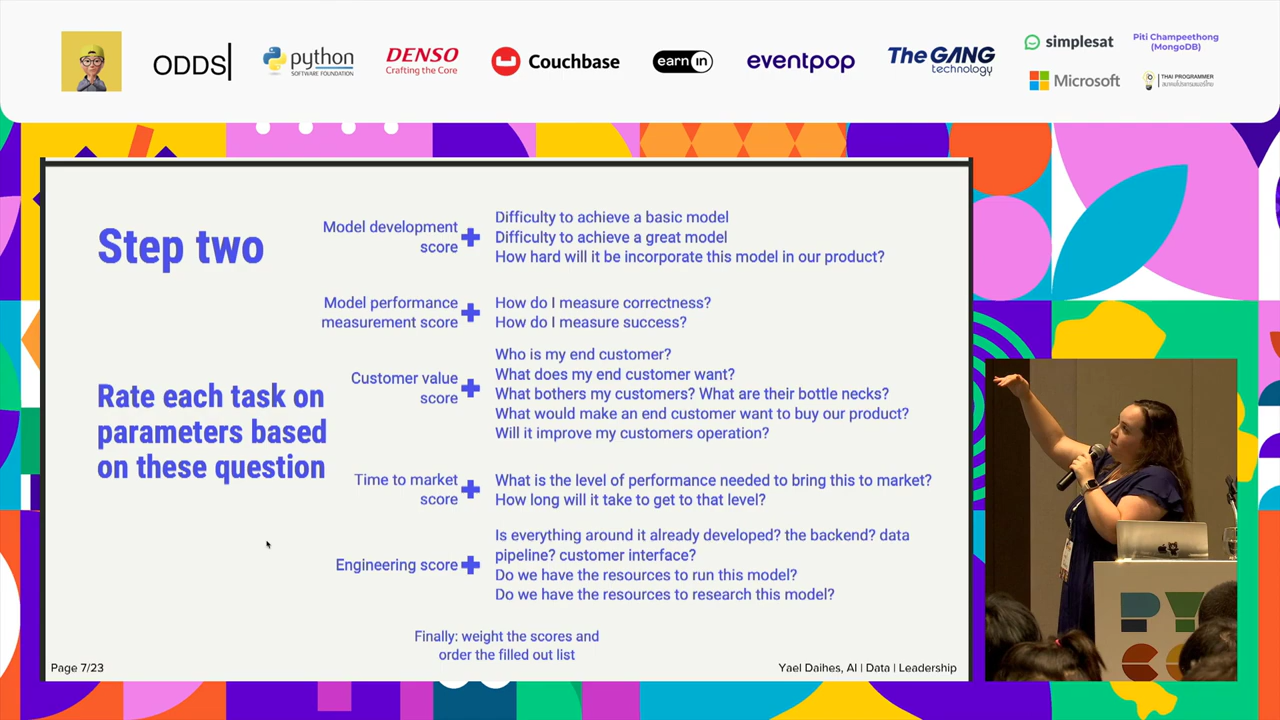 ODDS|
python
SOFTWARE FOUNDATION
DENSO
Crafting the Core
Couchbase
earn in
eventpop
The GANG
technology
simplesat
Microsoft
Piti Champeethong
(MongoDB)
THAI PROGRAMMER
Step two
Rate each task on
parameters based
on these question
Model development
score
Difficulty to achieve a basic model
Difficulty to achieve a great model
How hard will it be incorporate this model in our product?
Model performance
measurement score
How do I measure correctness?
How do I measure success?
Customer value
score
Who is my end customer?
What does my end customer want?
What bothers my customers? What are their bottle necks?
What would make an end customer want to buy our product?
Will it improve my customers operation?
Time to market
score
What is the level of performance needed to bring this to market?
How long will it take to get to that level?
Engineering score
Is everything around it already developed? the backend? data
pipeline? customer interface?
Do we have the resources to run this model?
Do we have the resources to research this model?
Finally: weight the scores and
order the filled out list
Page 7/23
Yael Daihes, AI | Data | Leadership
PY
CO